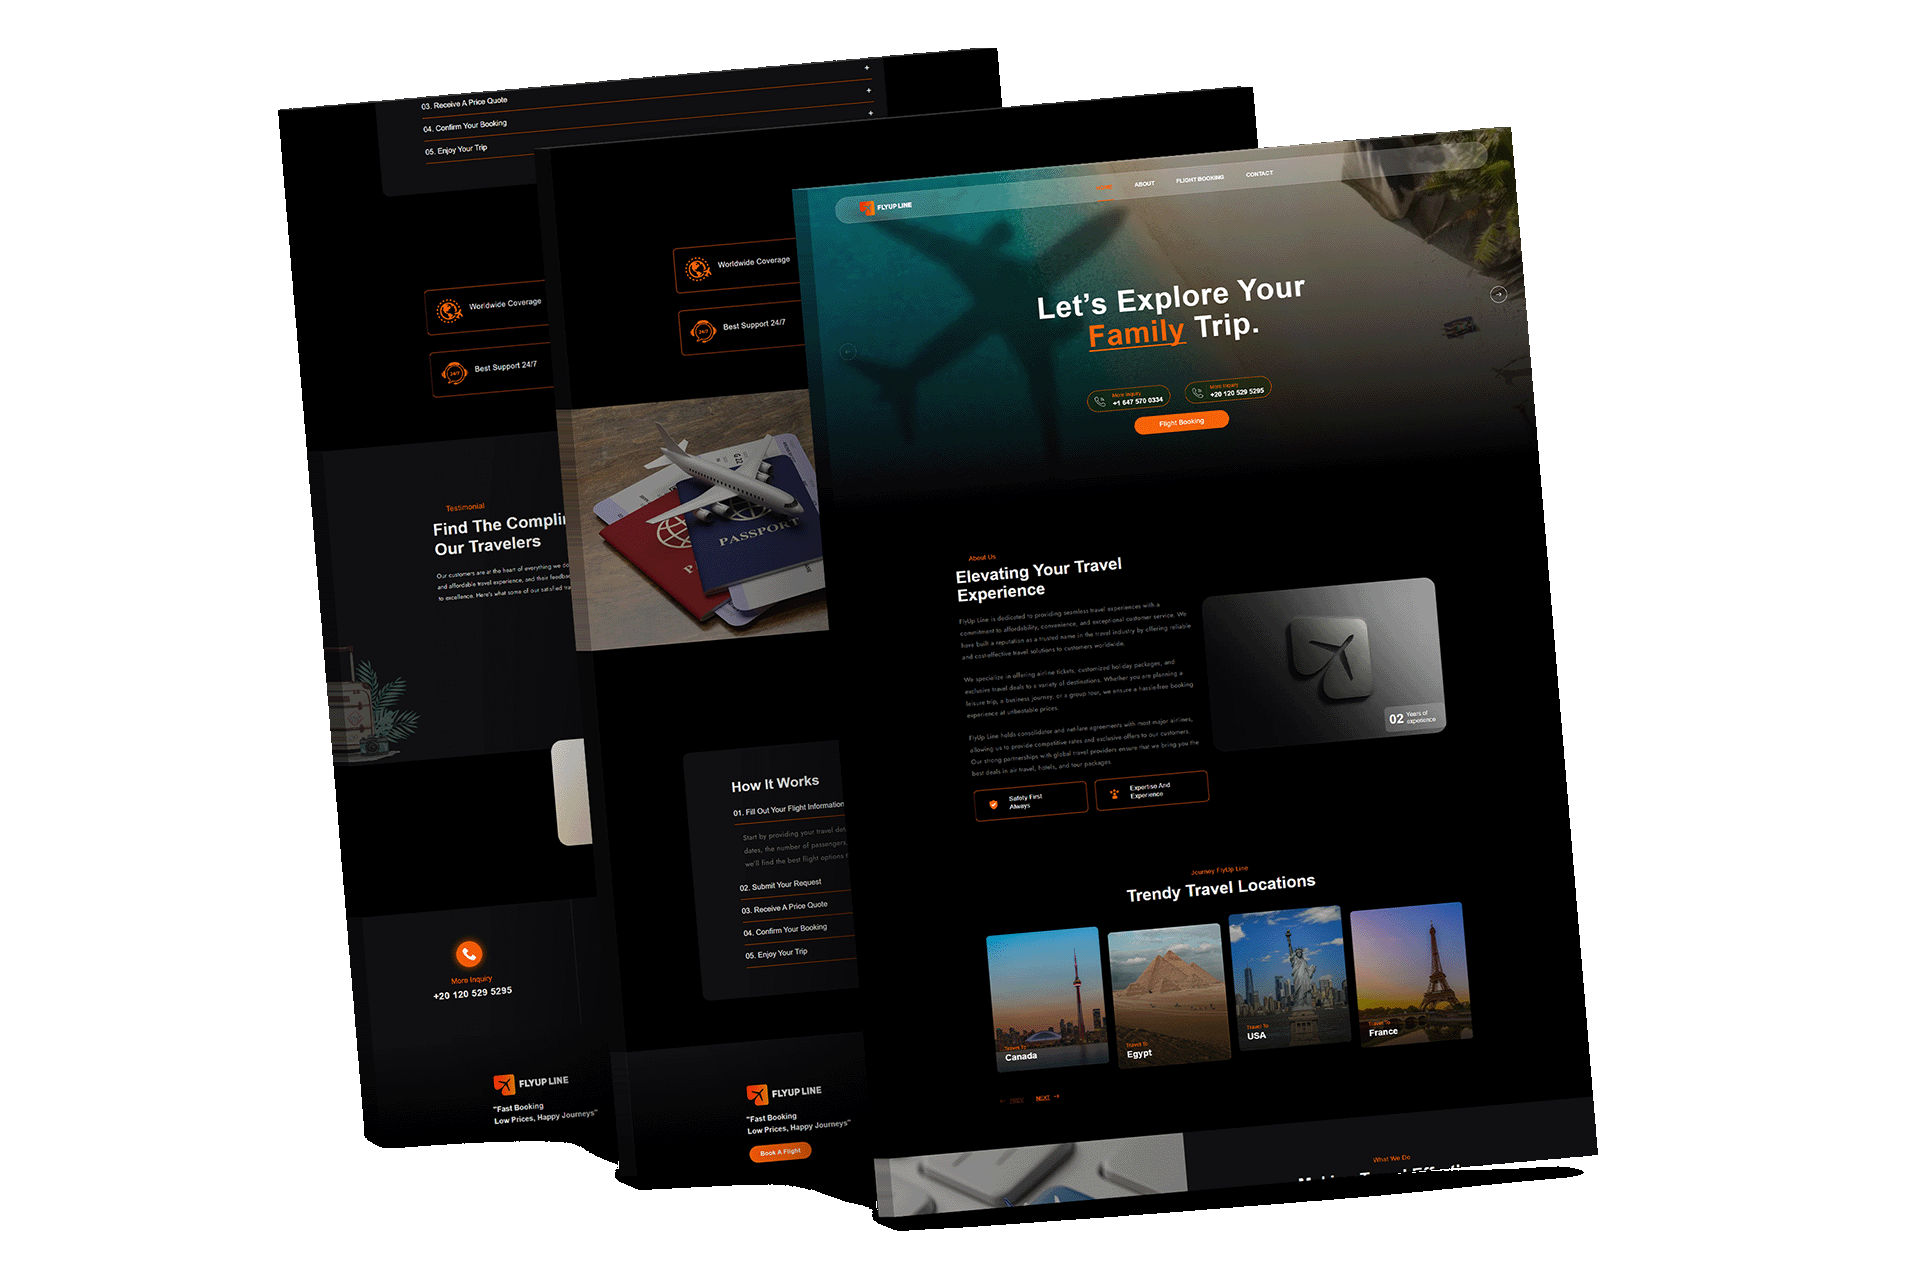 03. Receive A Price Quote
04. Confirm Your Booking
05. Enjoy Your Trip
Worldwide Coverage
Best Support 24/7
24/7
Testimonial
Find The Complim
Our Travelers
Our customers are at the heart of everything we do
and affordable travel experience, and their feedback
to excellence. Here's what some of our satisfied
More Inquiry
+20 120 529 5295
FLYUP LINE
"Fast Booking
Low Prices, Happy Journeys"
Worldwide Coverage
Best Support 24/7
24/7
PASSPORT
How It Works
01. Fill Out Your Flight Information
Start by providing your travel
dates, the number of passengers,
we'll find the best flight options
02. Submit Your Request
03. Receive A Price Quote
04. Confirm Your Booking
05. Enjoy Your Trip
FLYUP LINE
"Fast Booking
Low Prices, Happy Journeys"
Book A Flight
FLYUP LINE
HOME
ABOUT
FLIGHT BOOKING
CONTACT
Let's Explore Your
Family Trip.
More Inquiry
+1 647 570 0334
More Inquiry
+20 120 529 5295
Flight Booking
About Us
Elevating Your Travel
Experience
FlyUp Line is dedicated to providing seamless travel experiences with a
commitment to affordability, convenience, and exceptional customer service. We
have built a reputation as a trusted name in the travel industry by offering reliable
and cost-effective travel solutions to customers worldwide.
We specialize in offering airline tickets, customized holiday packages, and
exclusive travel deals to a variety of destinations. Whether you are planning a
leisure trip, a business journey, or a group tour, we ensure a hassle-free booking
experience at unbeatable prices.
FlyUp Line holds consolidator and net-fare agreements with most major airlines,
allowing us to provide competitive rates and exclusive offers to our customers.
Our strong partnerships with global travel providers ensure that we bring you the
best deals in air travel, hotels, and tour packages.
02 Years of
experience
Safety First
Always
Expertise And
Experience
Journey FlyUp Line
Trendy Travel Locations
Travel To
Canada
Travel To
Egypt
Travel To
USA
Travel To
France
PREV
NEXT
What We Do